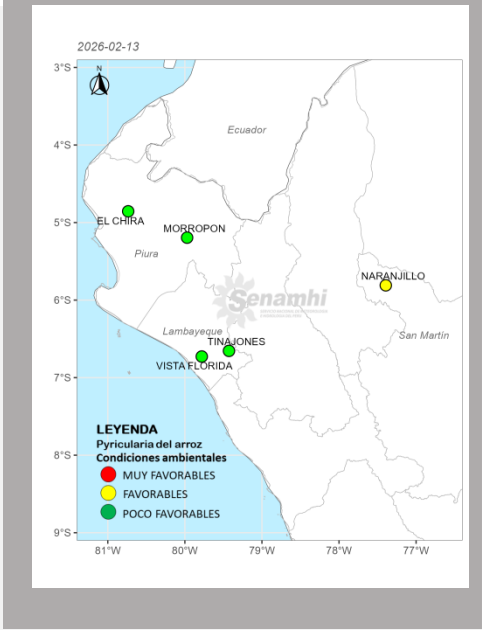 2026-02-13
3°S
N
4°S
Ecuador
5°S
EL CHIRA
MORROPON
Piura
NARANJILLO
6°S
Senamhi
Lambayeque
San Martín
TINAJONES
VISTA FLORIDA
7°S
LEYENDA
Pyricularia del arroz
Condiciones ambientales
MUY FAVORABLES
8°S
FAVORABLES
POCO FAVORABLES
9°S
81°W
80°W
79°W
78°W
77°W